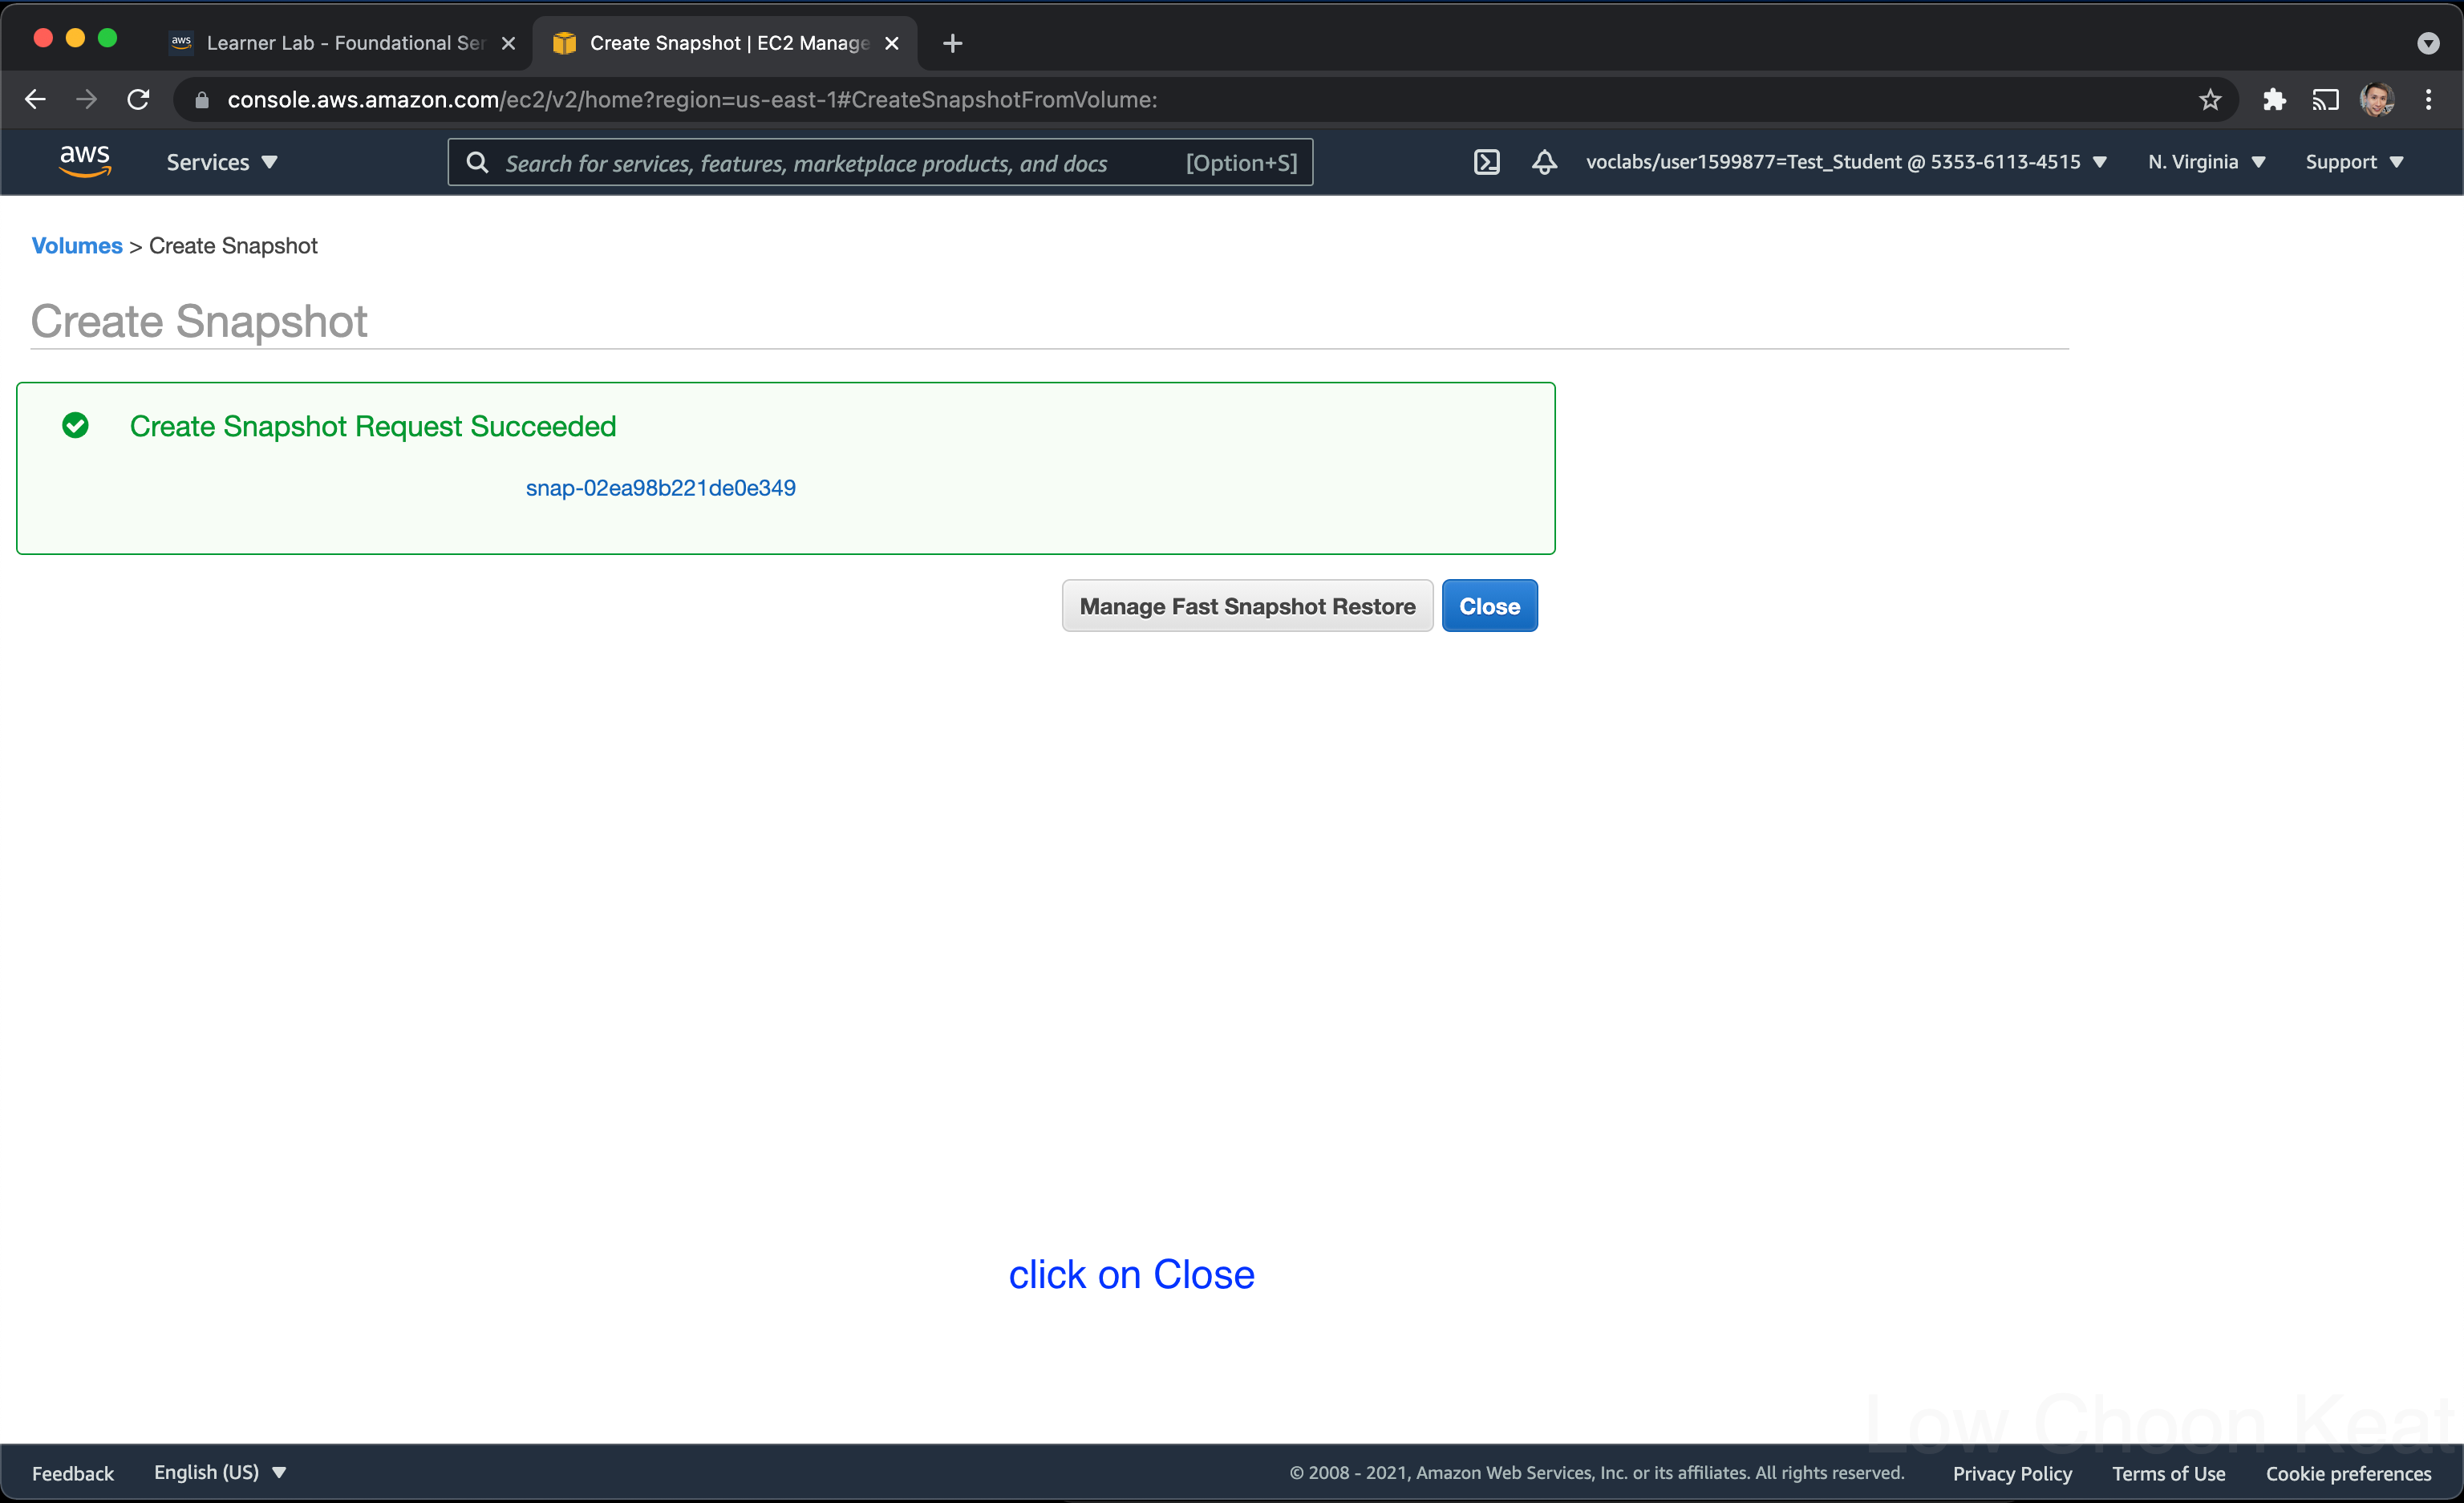 aws Learner Lab - Foundational Ser
Create Snapshot | EC2 Manage
console.aws.amazon.com/ec2/v2/home?region=us-east-1#CreateSnapshotFromVolume:
aws Services Search for services, features, marketplace products, and docs [Option+S] voclabs/user1599877=Test_Student @ 5353-6113-4515 N. Virginia Support
Volumes > Create Snapshot
Create Snapshot
Create Snapshot Request Succeeded
snap-02ea98b221de0e349
Manage Fast Snapshot Restore Close
click on Close
Low Choon Keat
Feedback English (US) © 2008 - 2021, Amazon Web Services, Inc. or its affiliates. All rights reserved. Privacy Policy Terms of Use Cookie preferences